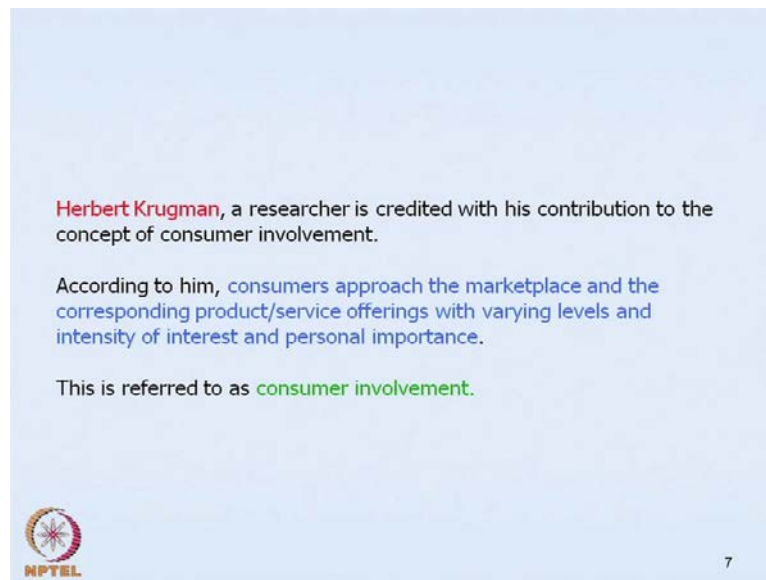 Herbert Krugman, a researcher is credited with his contribution to the
concept of consumer involvement.
According to him, consumers approach the marketplace and the
corresponding product/service offerings with varying levels and
intensity of interest and personal importance.
This is referred to as consumer involvement.
NPTEL
7